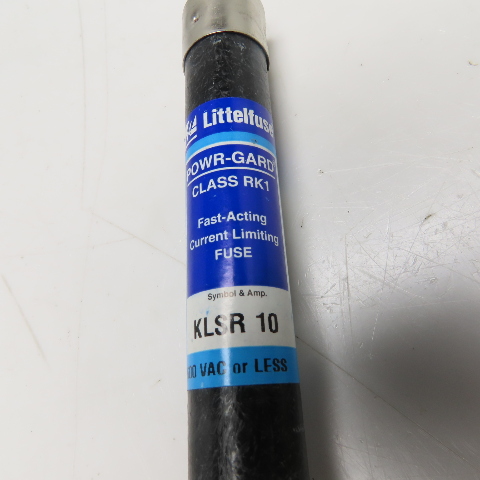 Littelfuse
POWR-GARD
CLASS RK1
Fast-Acting
Current Limiting
FUSE
Symbol & Amp.
KLSR 10
VAC or LESS